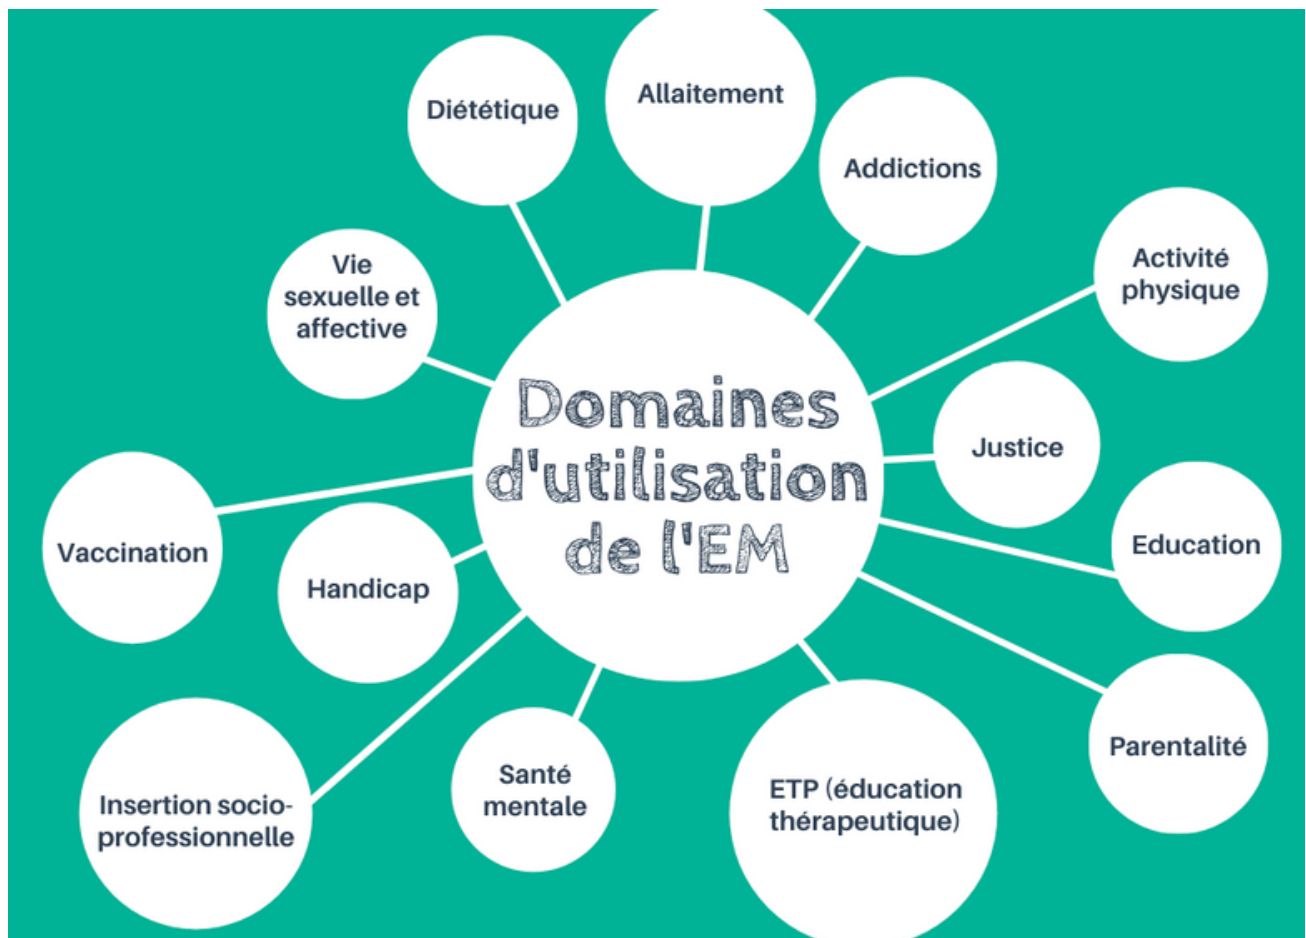 Allaitement
Diététique
Addictions
Activité
physique
Vie
sexuelle et
affective
Domaines
d'utilisation
de l'EM
Justice
Education
Vaccination
Handicap
Parentalité
Santé
mentale
ETP (éducation
thérapeutique)
Insertion socio-
professionnelle